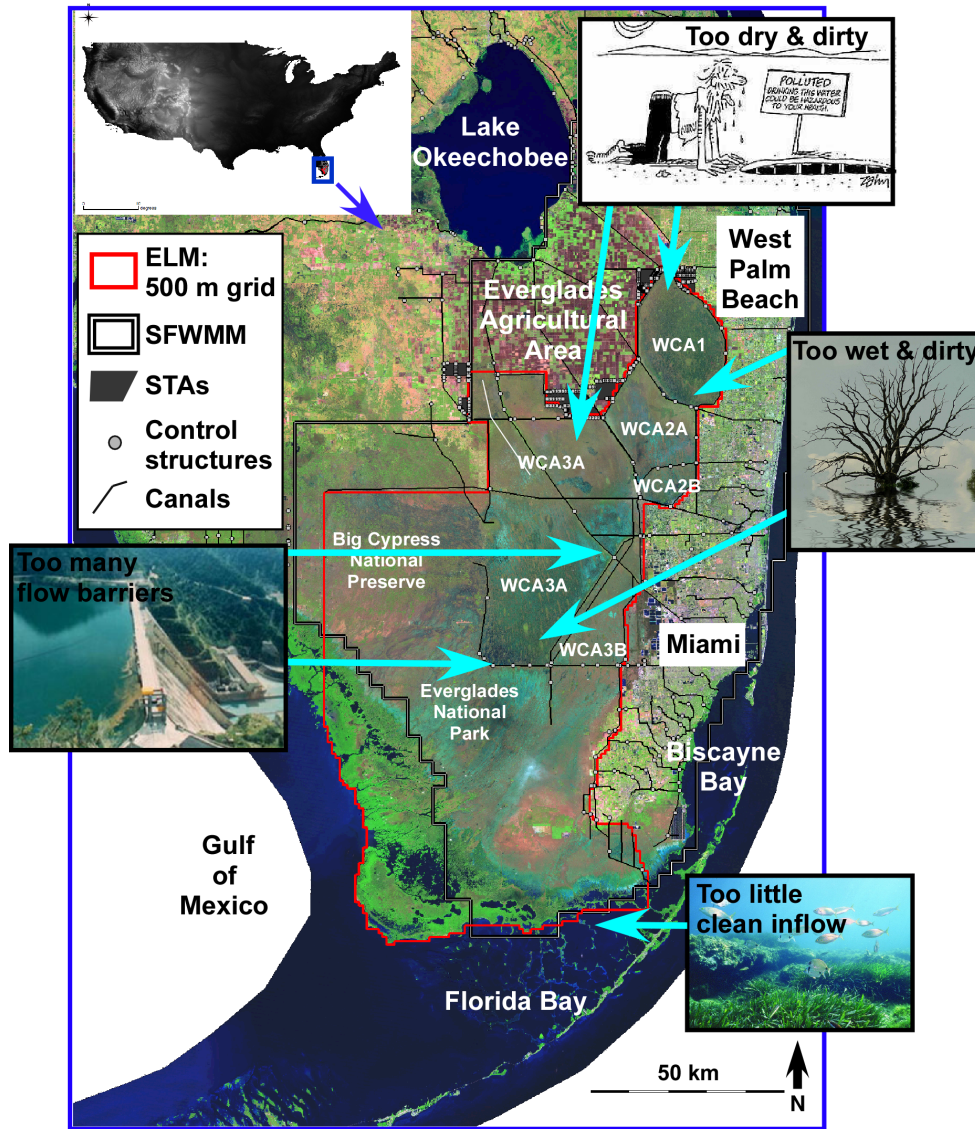 Too dry & dirty
POLLUTED
DRINKING THIS WATER
COULD BE HAZARDOUS
TO YOUR HEALTH.
Lake
Okeechobee
0
degrees
ELM:
500 m grid
SFWMM
STAs
Control
structures
Canals
West
Palm
Beach
Everglades
Agricultural
Area
WCA1
Too wet & dirty
WCA2A
WCA3A
WCA2B
Big Cypress
National
Preserve
Too many
flow barriers
WCA3A
WCA3B
Miami
Everglades
National
Park
Biscayne
Bay
Gulf
of
Mexico
Too little
clean inflow
Florida Bay
50 km
N